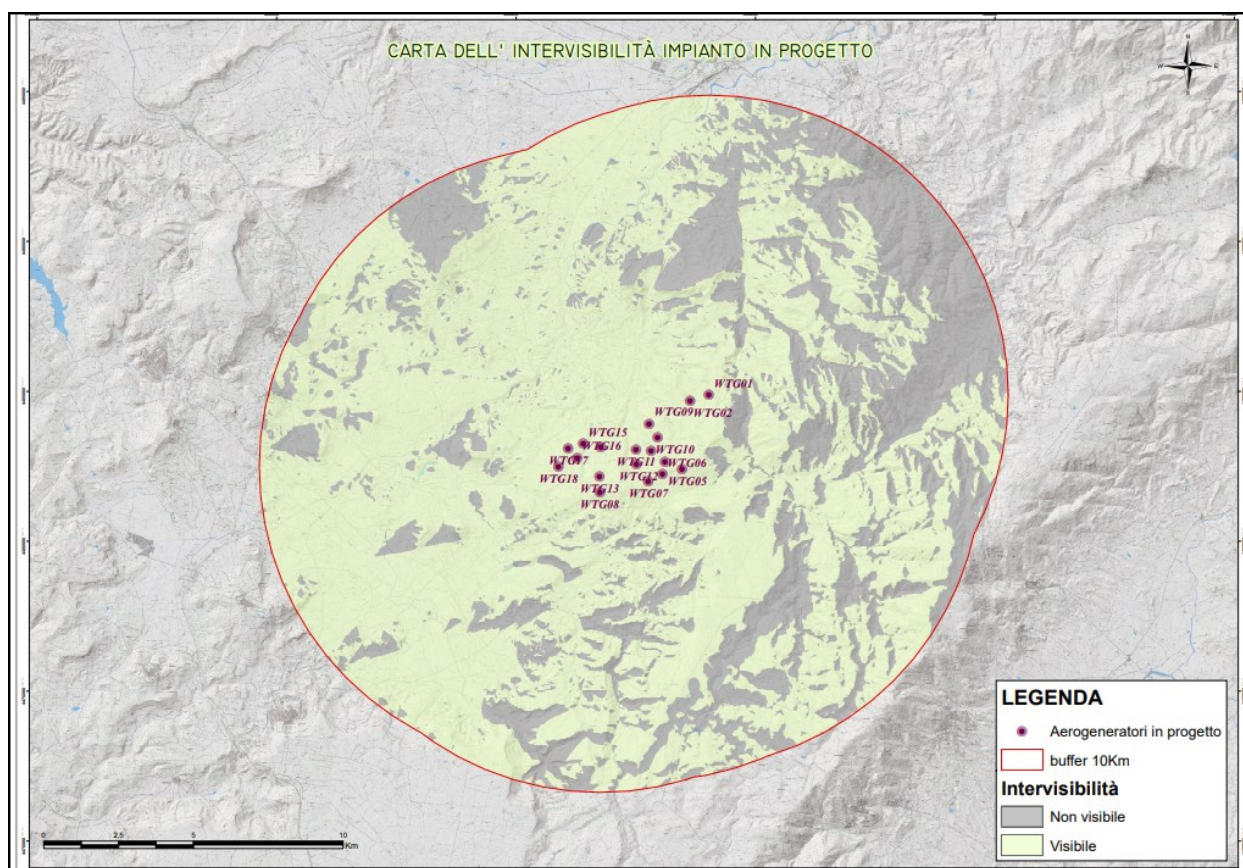 CARTA DELL' INTERVISIBILITÀ IMPIANTO IN PROGETTO
N
W
E
S
WTG01
WTG09
WTG02
WTG15
WTG16
WTG10
WTG17
WTG11
WTG06
WTG18
WTG12
WTG05
WTG13
WTG07
WTG08
LEGENDA
Aerogeneratori in progetto
buffer 10Km
Intervisibilità
Non visibile
Visibile
0 2,5 5 10
Km